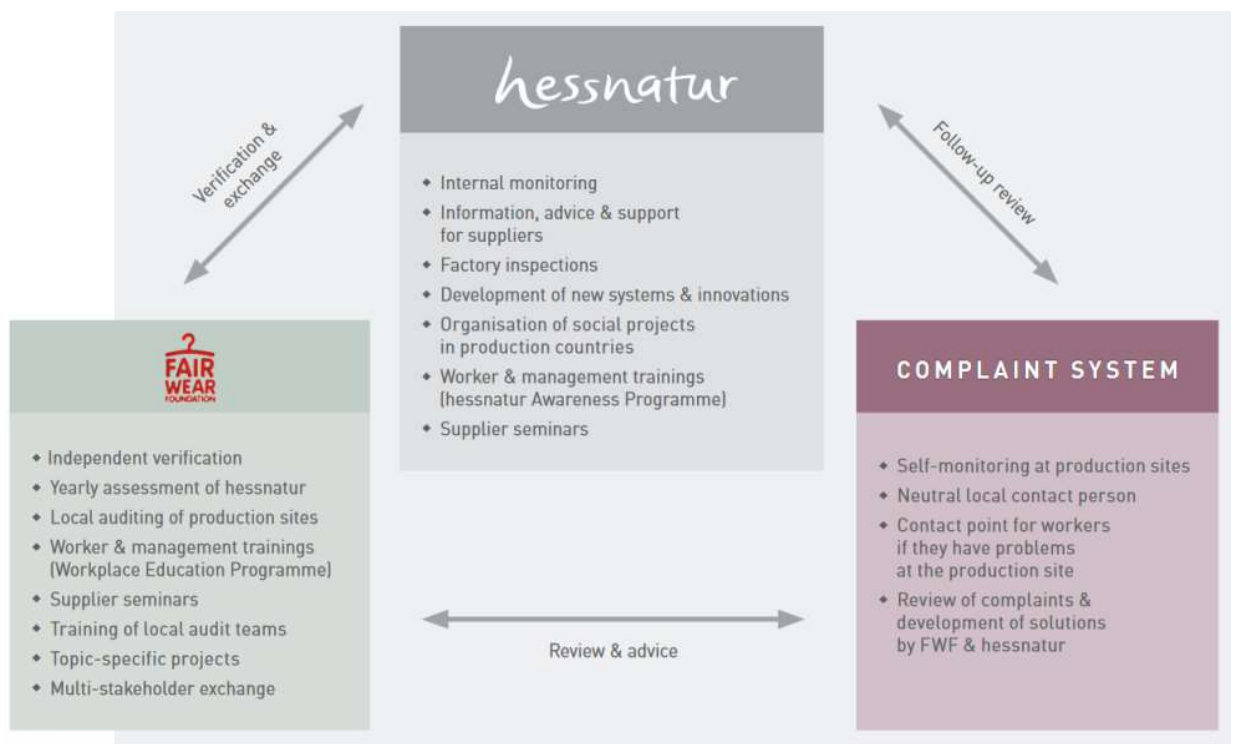 hessnatur
Verification &
exchange
Follow-up review
◆ Internal monitoring
◆ Information, advice & support
for suppliers
◆ Factory inspections
◆ Development of new systems & innovations
◆ Organisation of social projects
in production countries
◆ Worker & management trainings
(hessnatur Awareness Programme)
◆ Supplier seminars
FAIR
WEAR
FOUNDATION
◆ Independent verification
◆ Yearly assessment of hessnatur
◆ Local auditing of production sites
◆ Worker & management trainings
(Workplace Education Programme)
◆ Supplier seminars
◆ Training of local audit teams
◆ Topic-specific projects
◆ Multi-stakeholder exchange
Review & advice
COMPLAINT SYSTEM
◆ Self-monitoring at production sites
◆ Neutral local contact person
◆ Contact point for workers
if they have problems
at the production site
◆ Review of complaints &
development of solutions
by FWF & hessnatur